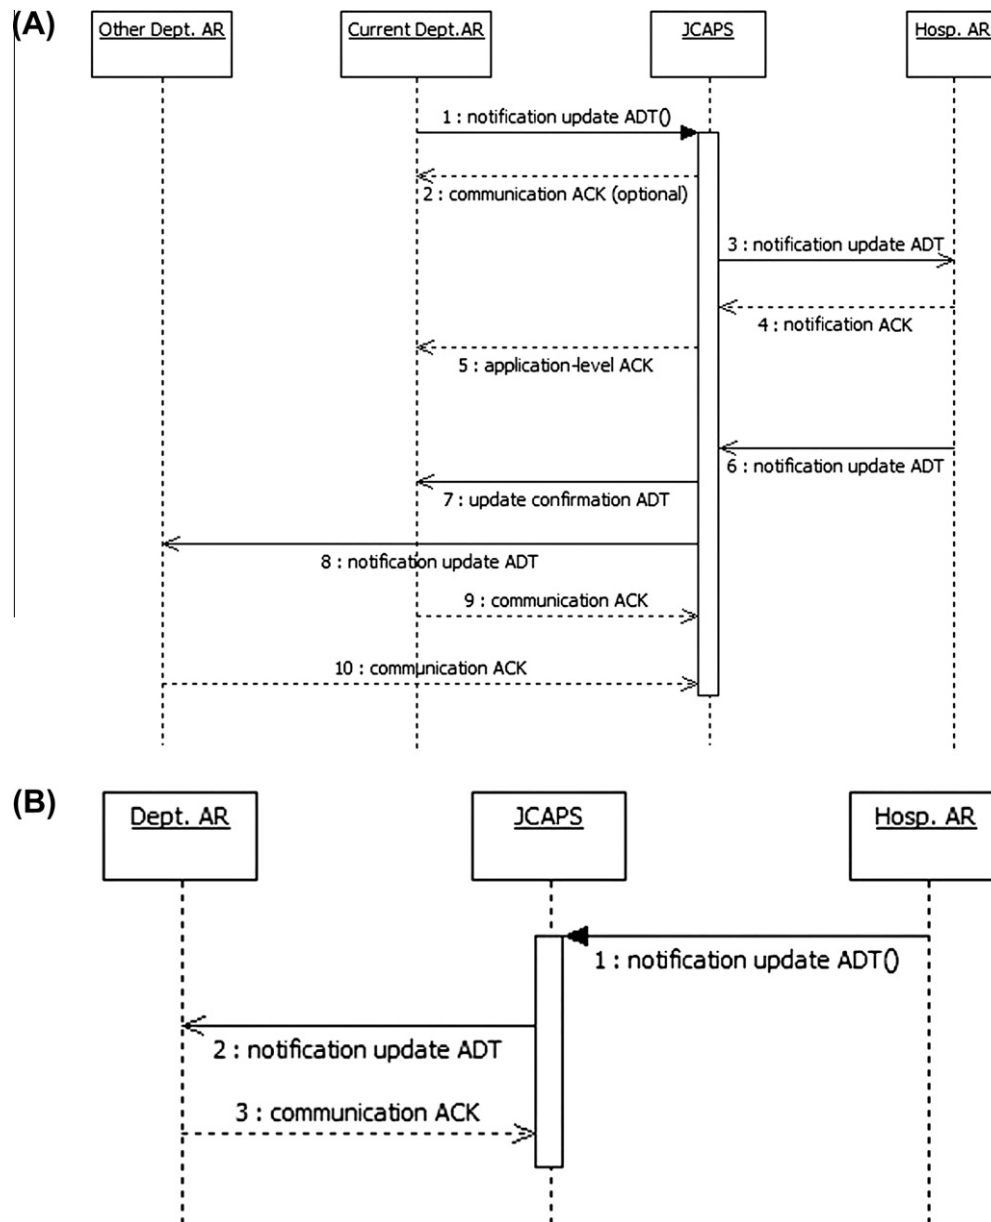 (A)
Other Dept. AR
Current Dept.AR
JCAPS
Hosp. AR
1 : notification update ADT()
2 : communication ACK (optional)
3 : notification update ADT
4 : notification ACK
5 : application-level ACK
6 : notification update ADT
7 : update confirmation ADT
8 : notification update ADT
9 : communication ACK
10 : communication ACK
(B)
Dept. AR
JCAPS
Hosp. AR
1 : notification update ADT()
2 : notification update ADT
3 : communication ACK